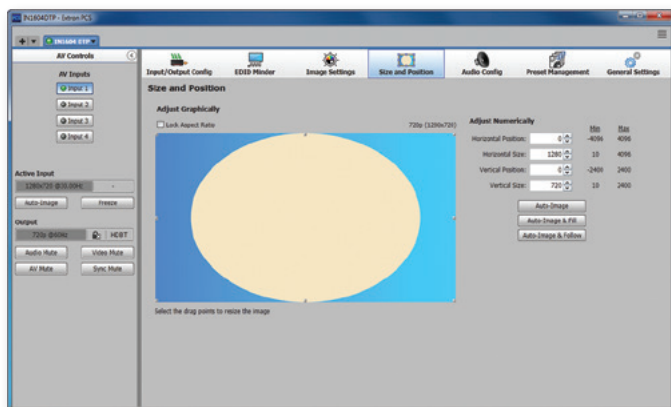 IN1604DTP - Extron PCS
IN1604 DTP
AV Controls
AV Inputs
Input 1
Input 2
Input 3
Input 4
Active Input
1280x720 @30.00Hz -
Auto-Image Freeze
Output
720p @60Hz HDBT
Audio Mute Video Mute
AV Mute Sync Mute
Input/Output Config EDID Minder Image Settings Size and Position Audio Config Preset Management General Settings
Size and Position
Adjust Graphically
Lock Aspect Ratio 720p (1280x720)
Select the drag points to resize the image
Adjust Numerically
Min Max
Horizontal Position: 0 -4096 4096
Horizontal Size: 1280 10 4096
Vertical Position: 0 -2400 2400
Vertical Size: 720 10 2400
Auto-Image
Auto-Image & Fill
Auto-Image & Follow